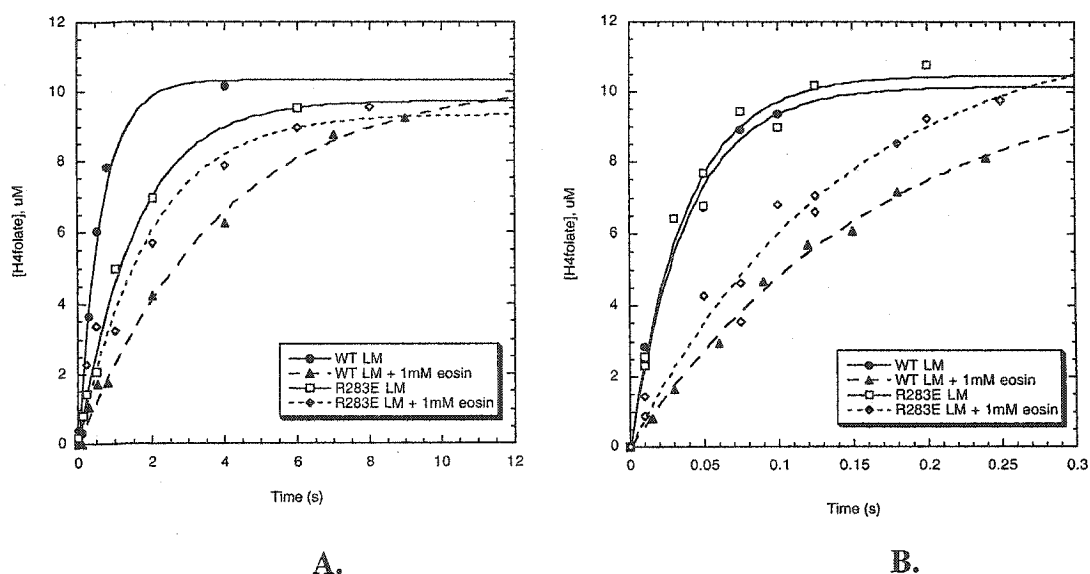 12
10
8
6
4
2
0
[H4folate], uM
0 2 4 6 8 10 12
Time (s)
WT LM
WT LM + 1mM eosin
R283E LM
R283E LM + 1mM eosin
A.
12
10
8
6
4
2
0
[H4folate], uM
0 0.05 0.1 0.15 0.2 0.25 0.3
Time (s)
WT LM
WT LM + 1mM eosin
R283E LM
R283E LM + 1mM eosin
B.